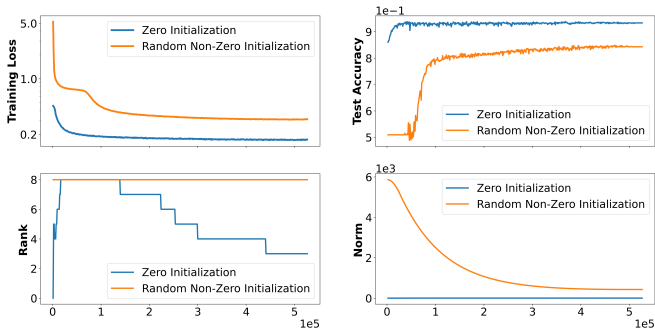 5.0
1.0
0.2
Training Loss
Zero Initialization
Random Non-Zero Initialization
1e−1
9
8
7
6
5
Test Accuracy
Zero Initialization
Random Non-Zero Initialization
8
6
4
2
0
Rank
Zero Initialization
Random Non-Zero Initialization
0 1 2 3 4 5
1e5
1e3
6
4
2
0
Norm
Zero Initialization
Random Non-Zero Initialization
0 1 2 3 4 5
1e5